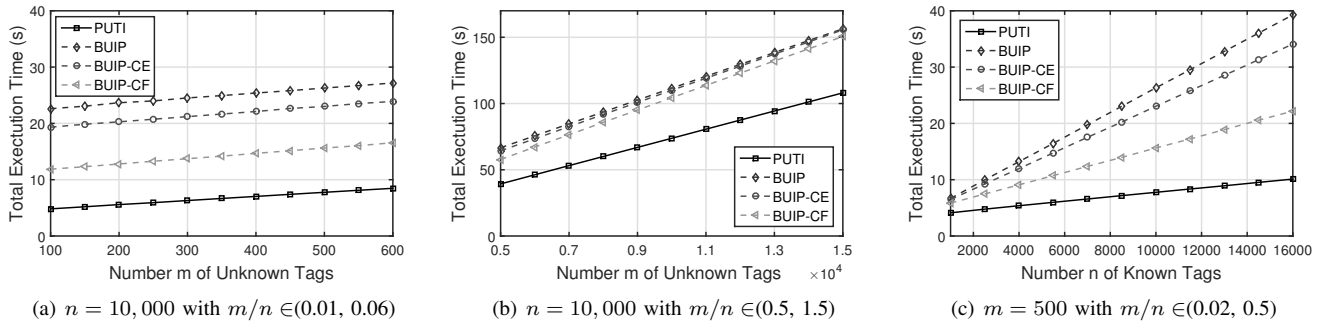 Total Exectution Time (s)
40
30
20
10
0
PUTI
BUIP
BUIP-CE
BUIP-CF
100
200
300
400
500
600
Number m of Unknown Tags
(a) n = 10, 000 with m/n ∈(0.01, 0.06)
Total Exectution Time (s)
150
100
50
0
PUTI
BUIP
BUIP-CE
BUIP-CF
0.5
0.7
0.9
1.1
1.3
1.5
Number m of Unknown Tags
×10⁴
(b) n = 10, 000 with m/n ∈(0.5, 1.5)
Total Exectution Time (s)
40
30
20
10
0
PUTI
BUIP
BUIP-CE
BUIP-CF
2000
4000
6000
8000
10000
12000
14000
16000
Number n of Known Tags
(c) m = 500 with m/n ∈(0.02, 0.5)